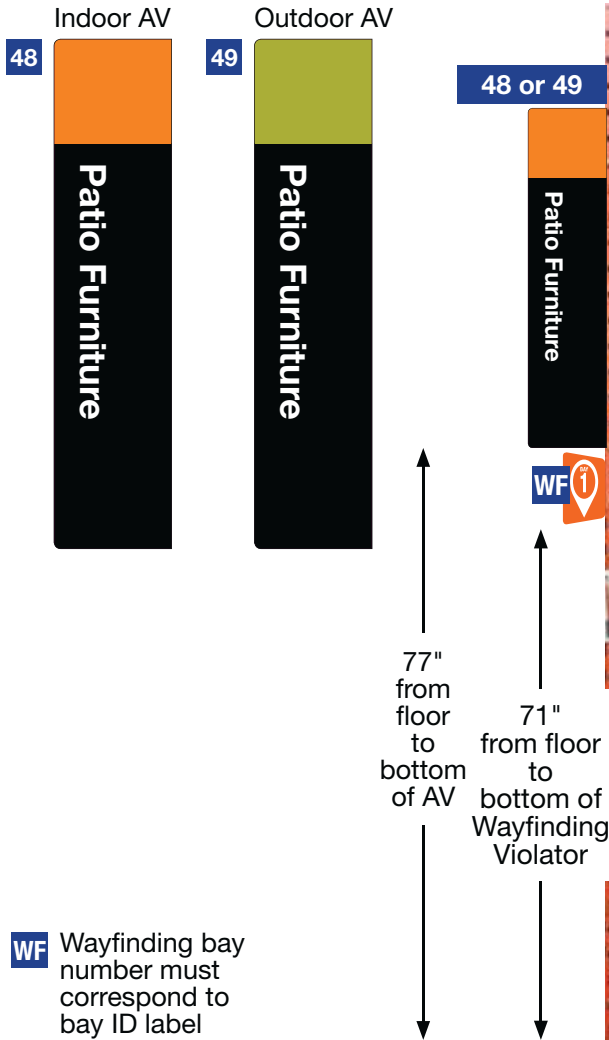 Indoor AV
48
Patio Furniture
Outdoor AV
49
Patio Furniture
48 or 49
Patio Furniture
WF
BAY
1
77"
from
floor
to
bottom
of AV
71"
from floor
to
bottom of
Wayfinding
Violator
WF
Wayfinding bay
number must
correspond to
bay ID label